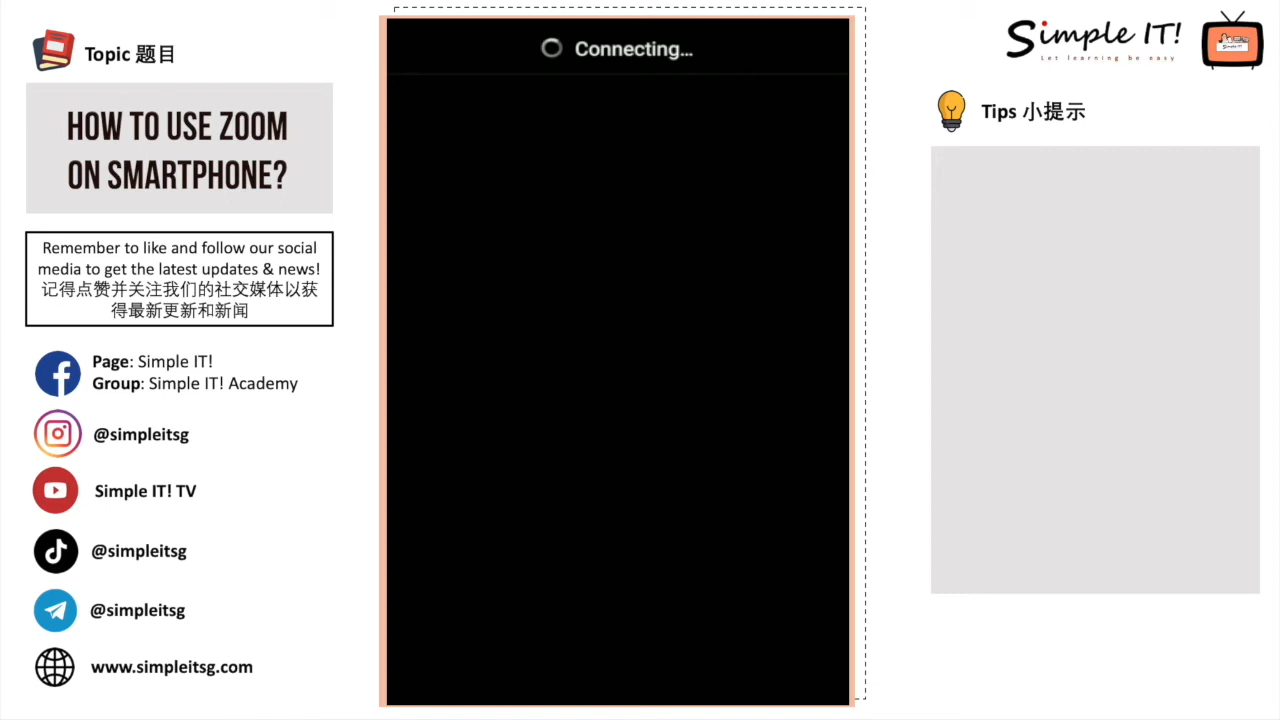 Topic 题目
HOW TO USE ZOOM
ON SMARTPHONE?
Remember to like and follow our social
media to get the latest updates & news!
记得点赞并关注我们的社交媒体以获
得最新更新和新闻
Page: Simple IT!
Group: Simple IT! Academy
@simpleitsg
Simple IT! TV
@simpleitsg
@simpleitsg
www.simpleitsg.com
Connecting...
Simple IT!
Let learning be easy
Simple IT!
Tips 小提示